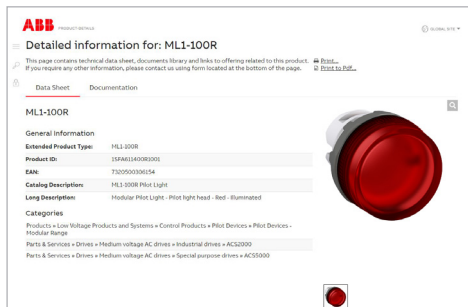 ABB
PRODUCT DETAILS
GLOBAL SITE
Detailed information for: ML1-100R
This page contains technical data sheet, documents library and links to offering related to this product.
If you require any other information, please contact us using form located at the bottom of the page.
Print...
Print to Pdf...
Data Sheet Documentation
ML1-100R
General Information
Extended Product Type: ML1-100R
Product ID: 1SFA611400R1001
EAN: 7320500306154
Catalog Description: ML1-100R Pilot Light
Long Description: Modular Pilot Light - Pilot light head - Red - Illuminated
Categories
Products » Low Voltage Products and Systems » Control Products » Pilot Devices » Pilot Devices -
Modular Range
Parts & Services » Drives » Medium voltage AC drives » Industrial drives » ACS2000
Parts & Services » Drives » Medium voltage AC drives » Special purpose drives » ACS5000